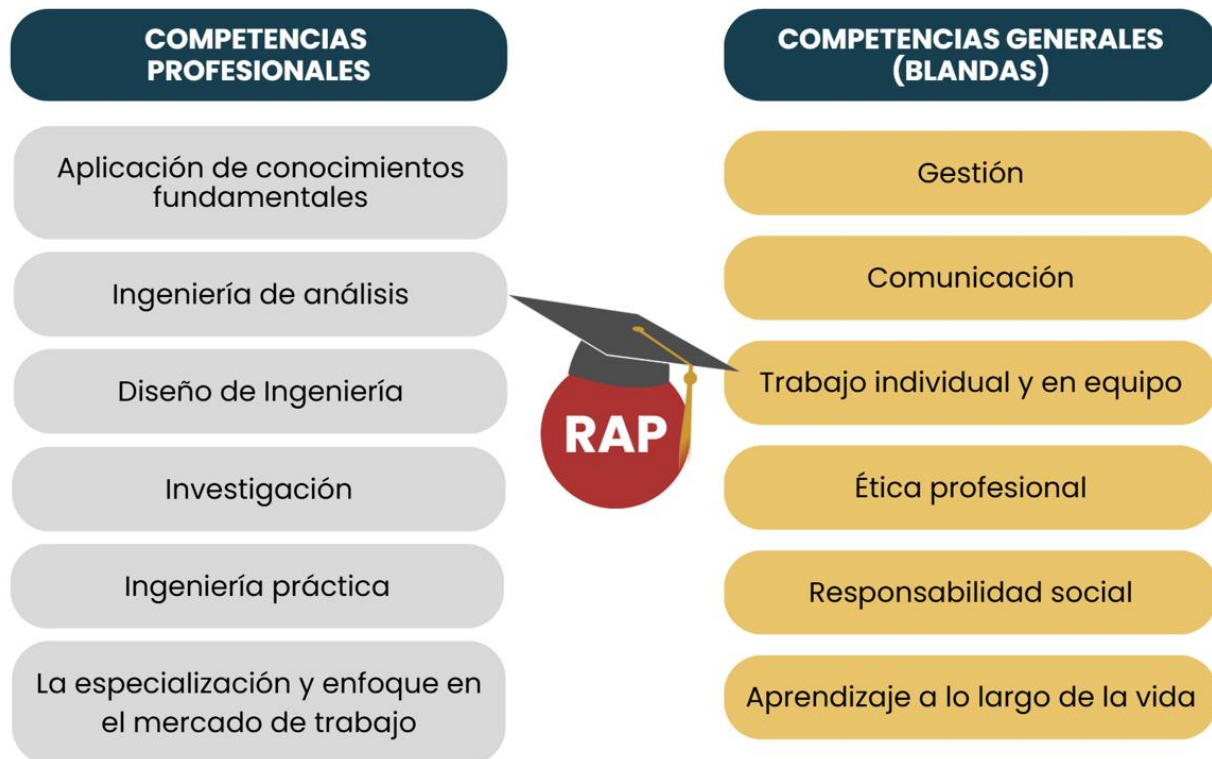 COMPETENCIAS
PROFESIONALES
Aplicación de conocimientos
fundamentales
Ingeniería de análisis
Diseño de Ingeniería
Investigación
Ingeniería práctica
La especialización y enfoque en
el mercado de trabajo
RAP
COMPETENCIAS GENERALES
(BLANDAS)
Gestión
Comunicación
Trabajo individual y en equipo
Ética profesional
Responsabilidad social
Aprendizaje a lo largo de la vida